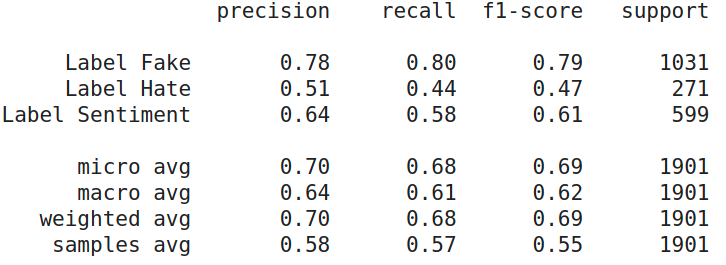 precision recall f1-score support
Label Fake 0.78 0.80 0.79 1031
Label Hate 0.51 0.44 0.47 271
Label Sentiment 0.64 0.58 0.61 599
micro avg 0.70 0.68 0.69 1901
macro avg 0.64 0.61 0.62 1901
weighted avg 0.70 0.68 0.69 1901
samples avg 0.58 0.57 0.55 1901